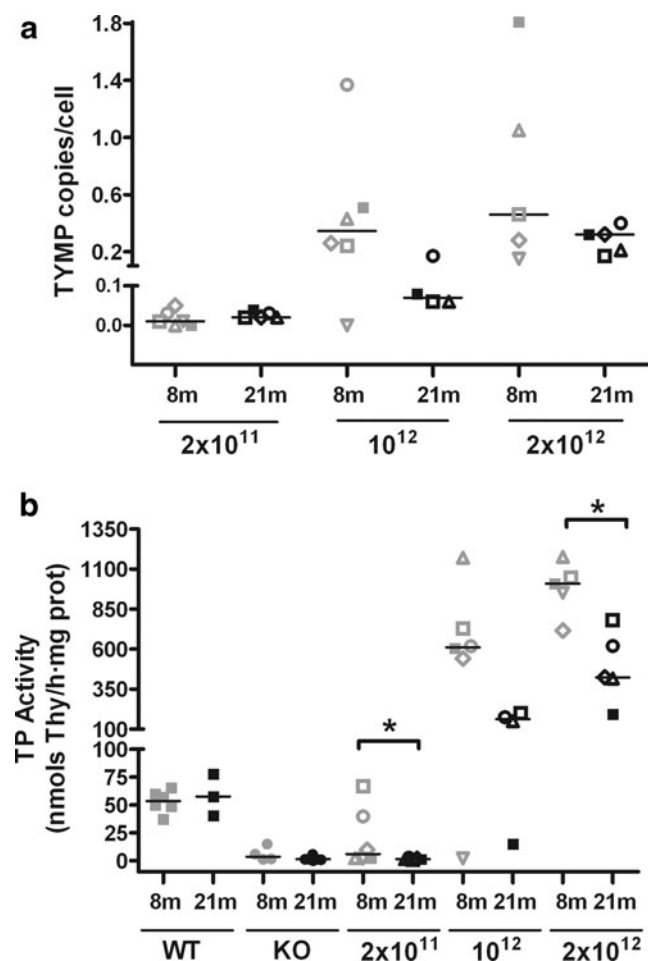 a
TYMP copies/cell
1.8
1.4
1.0
0.6
0.2
0.1
0.0
8m 21m 8m 21m 8m 21m
2x10¹¹ 10¹² 2x10¹²
b
TP Activity
(nmols Thy/h·mg prot)
1350
1100
850
600
350
100
100
75
50
25
0
* *
8m 21m 8m 21m 8m 21m 8m 21m 8m 21m
WT KO 2x10¹¹ 10¹² 2x10¹²